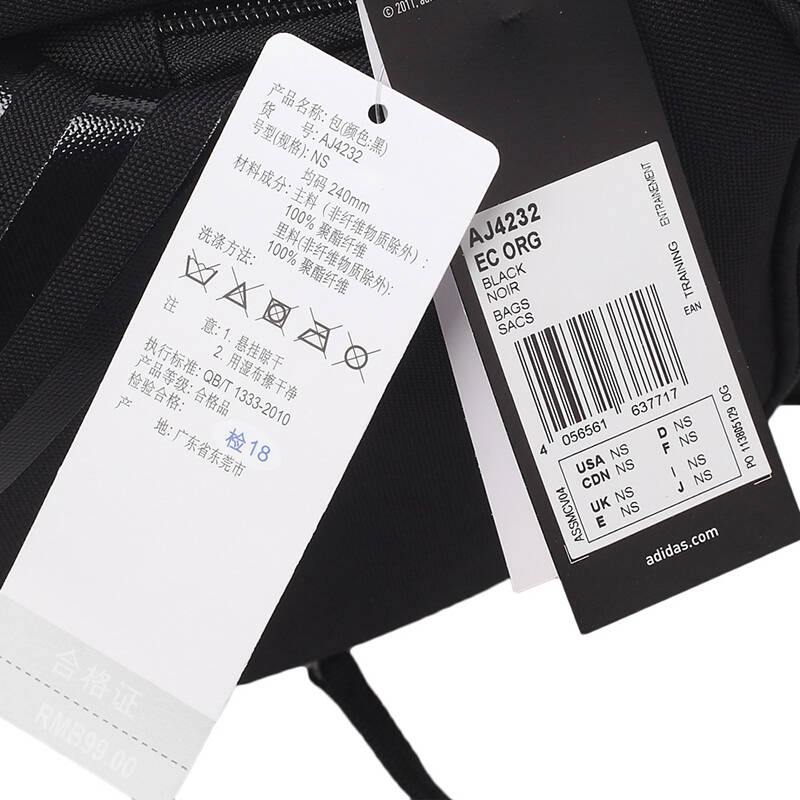 产品名称: 包(颜色:黑)
货 号: AJ4232
号型(规格): NS
均码 240mm
材料成分: 主料 (非纤维物质除外) :
100% 聚酯纤维
里料(非纤维物质除外):
100% 聚酯纤维
洗涤方法:
注 意: 1. 悬挂晾干
2. 用湿布擦干净
执行标准: QB/T 1333-2010
产品等级: 合格品
检验合格:
检18
产 地: 广东省东莞市
合格证
RMB99.00
© 2011,
AJ4232
EC ORG
BLACK
NOIR
BAGS
SACS
EAN TRAINING ENTRAINEMENT
4 056561 637717
ASSMCV04
USA NS D NS
CDN NS F NS
UK NS I NS
E NS J NS
PO 113805129 OG
adidas.com